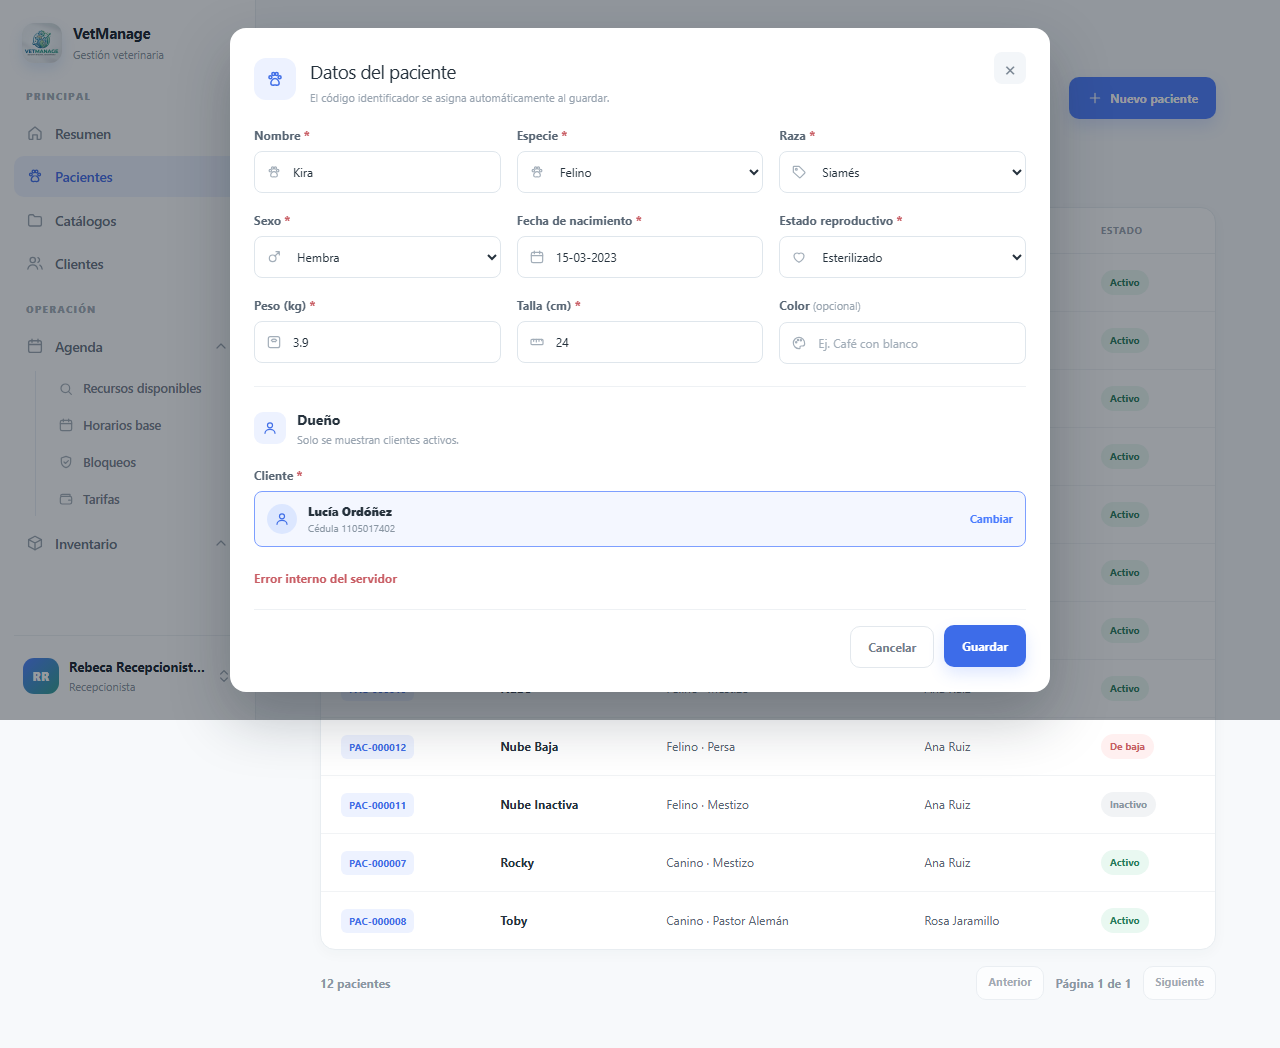 VetManage
Gestión veterinaria
PRINCIPAL
Resumen
Pacientes
Catálogos
Clientes
OPERACIÓN
Agenda
Recursos disponibles
Horarios base
Bloqueos
Tarifas
Inventario
RR
Rebeca Recepcionist...
Recepcionista
Nuevo paciente
Datos del paciente
El código identificador se asigna automáticamente al guardar.
Nombre * Especie * Raza *
Kira Felino Siamés
Sexo * Fecha de nacimiento * Estado reproductivo *
Hembra 15-03-2023 Esterilizado
Peso (kg) * Talla (cm) * Color (opcional)
3.9 24 Ej. Café con blanco
Dueño
Solo se muestran clientes activos.
Cliente *
Lucía Ordóñez
Cédula 1105017402
Cambiar
Error interno del servidor
Cancelar Guardar
ESTADO
Activo
Activo
Activo
Activo
Activo
Activo
Activo
Activo
PAC-000012 Nube Baja Felino · Persa Ana Ruiz De baja
PAC-000011 Nube Inactiva Felino · Mestizo Ana Ruiz Inactivo
PAC-000007 Rocky Canino · Mestizo Ana Ruiz Activo
PAC-000008 Toby Canino · Pastor Alemán Rosa Jaramillo Activo
12 pacientes Anterior Página 1 de 1 Siguiente